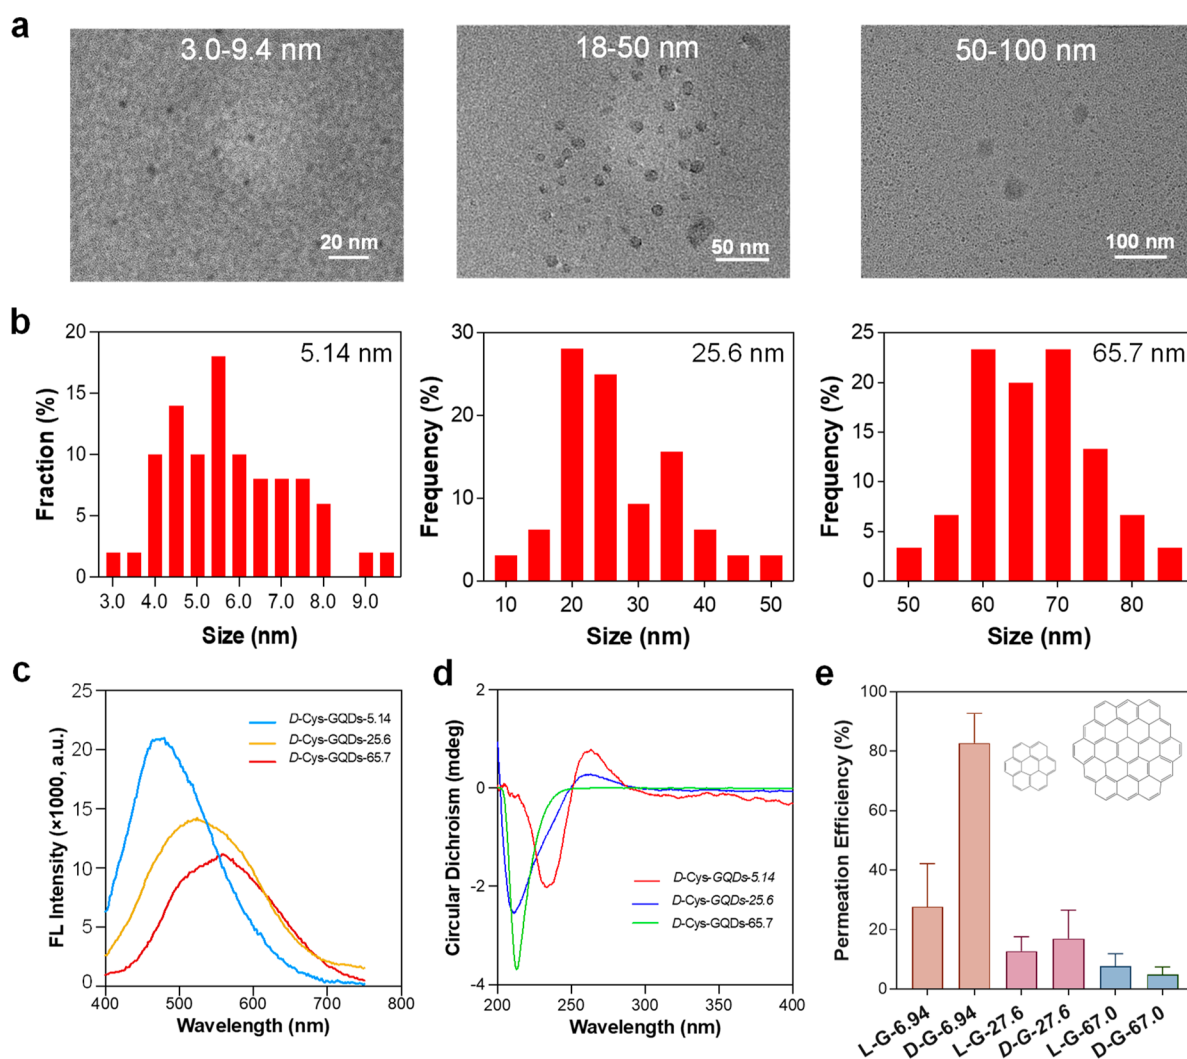 a
3.0-9.4 nm
18-50 nm
50-100 nm
20 nm
50 nm
100 nm
b
20
15
10
5
0
Fraction (%)
5.14 nm
3.0 4.0 5.0 6.0 7.0 8.0 9.0
Size (nm)
30
20
10
0
Frequency (%)
25.6 nm
10 20 30 40 50
Size (nm)
25
20
15
10
5
0
Frequency (%)
65.7 nm
50 60 70 80
Size (nm)
c
25
20
15
10
5
0
FL Intensity (×1000, a.u.)
D-Cys-GQDs-5.14
D-Cys-GQDs-25.6
D-Cys-GQDs-65.7
400 500 600 700 800
Wavelength (nm)
d
2
0
-2
-4
Circular Dichroism (mdeg)
D-Cys-GQDs-5.14
D-Cys-GQDs-25.6
D-Cys-GQDs-65.7
200 250 300 350 400
Wavelength (nm)
e
100
80
60
40
20
0
Permeation Efficiency (%)
L-G-6.94
D-G-6.94
L-G-27.6
D-G-27.6
L-G-67.0
D-G-67.0